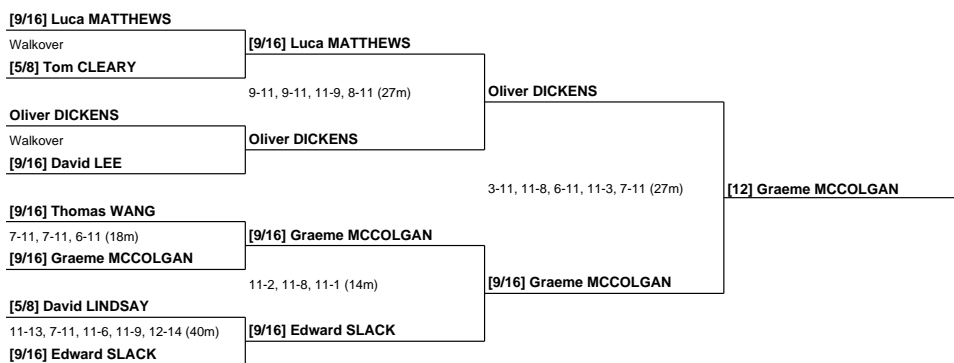 [9/16] Luca MATTHEWS
Walkover
[5/8] Tom CLEARY
[9/16] Luca MATTHEWS
9-11, 9-11, 11-9, 8-11 (27m)
Oliver DICKENS
Oliver DICKENS
Walkover
[9/16] David LEE
Oliver DICKENS
3-11, 11-8, 6-11, 11-3, 7-11 (27m)
[12] Graeme MCCOLGAN
[9/16] Thomas WANG
7-11, 7-11, 6-11 (18m)
[9/16] Graeme MCCOLGAN
[9/16] Graeme MCCOLGAN
11-2, 11-8, 11-1 (14m)
[9/16] Graeme MCCOLGAN
[5/8] David LINDSAY
11-13, 7-11, 11-6, 11-9, 12-14 (40m)
[9/16] Edward SLACK
[9/16] Edward SLACK